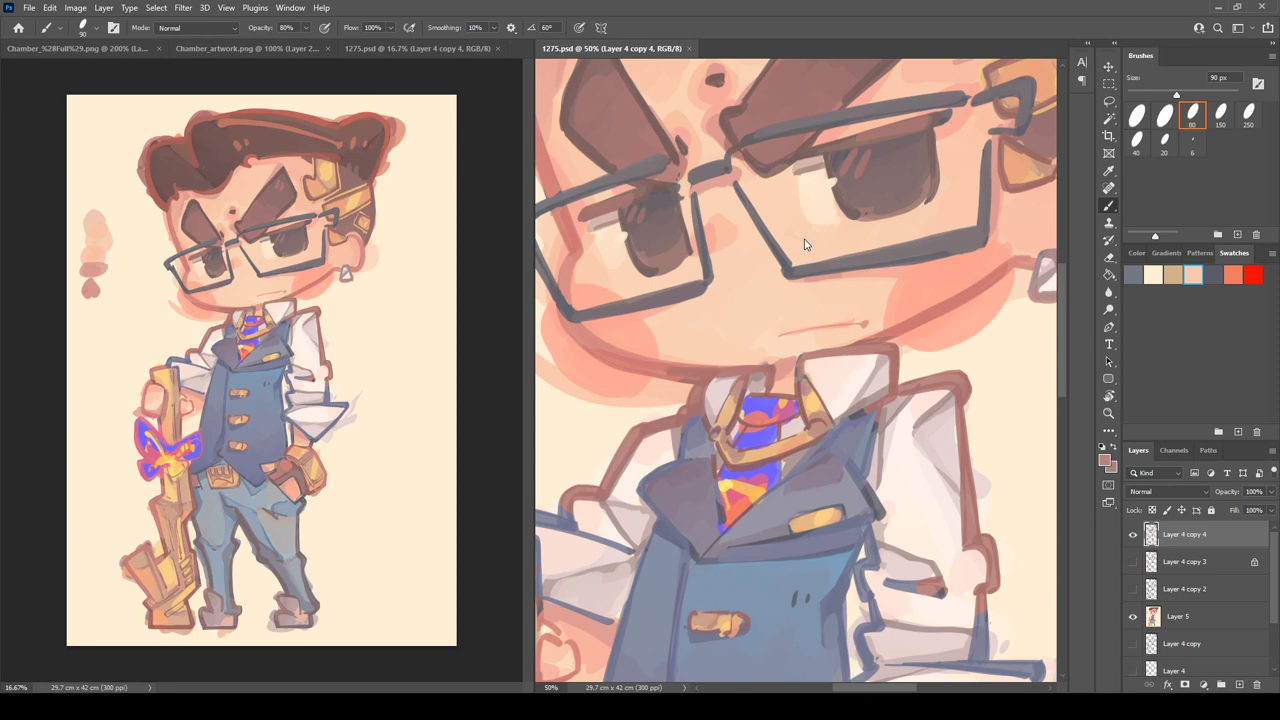 Ps File Edit Image Layer Type Select Filter 3D View Plugins Window Help
90 Mode: Normal Opacity: 80% Flow: 100% Smoothing: 10% 60°
Chamber_%28Full%29.png @ 200% (La... × Chamber_artwork.png @ 100% (Layer 2... × 1275.psd @ 16.7% (Layer 4 copy 4, RGB/8) × 1275.psd @ 50% (Layer 4 copy 4, RGB/8) ×
Brushes
Size: 90 px
80 150 250
40 20 6
Color Gradients Patterns Swatches
Layers Channels Paths
Kind
Normal Opacity: 100%
Lock: Fill: 100%
Layer 4 copy 4
Layer 4 copy 3
Layer 4 copy 2
Layer 5
Layer 4 copy
Layer 4
16.67% 29.7 cm x 42 cm (300 ppi) 50% 29.7 cm x 42 cm (300 ppi)